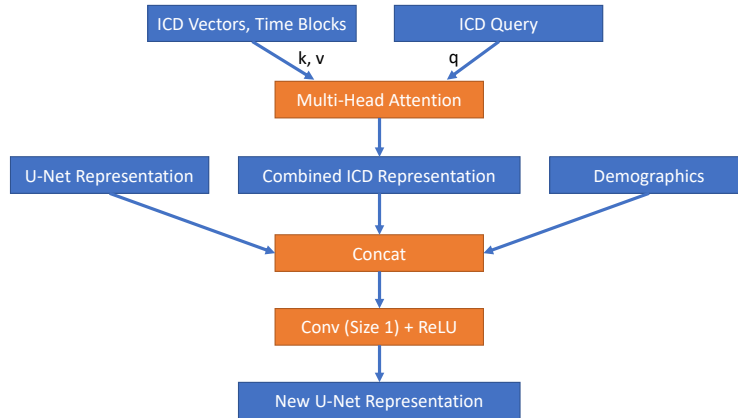 ICD Vectors, Time Blocks
ICD Query
k, v
q
Multi-Head Attention
U-Net Representation
Combined ICD Representation
Demographics
Concat
Conv (Size 1) + ReLU
New U-Net Representation